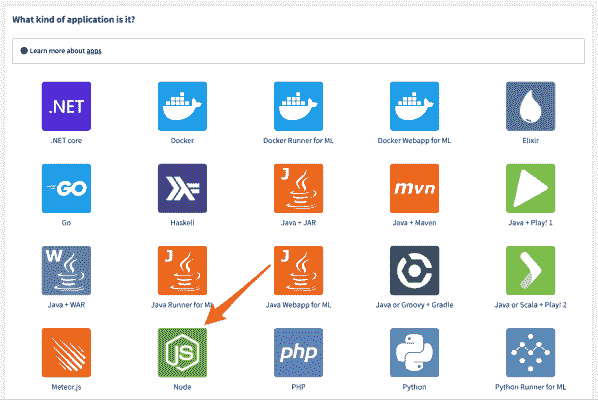 What kind of application is it?
Learn more about apps
.NET
.NET core
Docker
Docker Runner for ML
Docker Webapp for ML
Elixir
GO
Go
Haskell
J
Java + JAR
mvn
Java + Maven
Java + Play! 1
W
Java + WAR
J
Java Runner for ML
J
Java Webapp for ML
Java or Groovy + Gradle
Java or Scala + Play! 2
Meteor.js
JS
Node
php
PHP
Python
Python Runner for ML